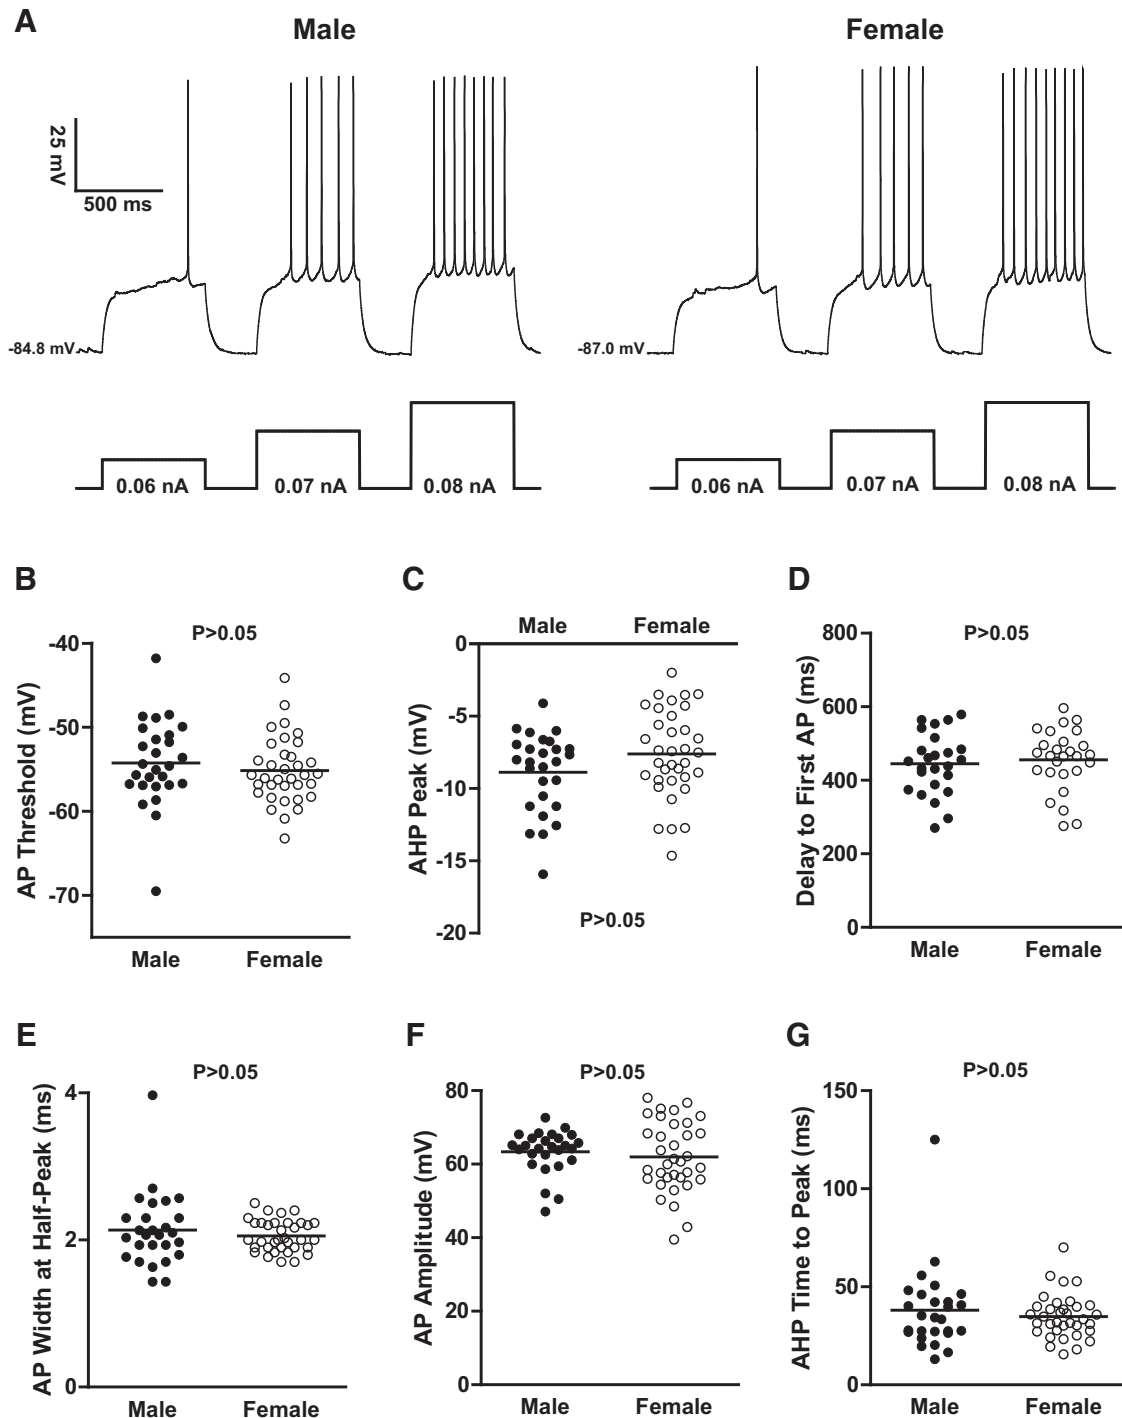 A
Male
Female
25 mV
500 ms
-84.8 mV
-87.0 mV
0.06 nA
0.07 nA
0.08 nA
0.06 nA
0.07 nA
0.08 nA
B
P>0.05
AP Threshold (mV)
-40
-50
-60
-70
Male
Female
C
Male
Female
AHP Peak (mV)
0
-5
-10
-15
-20
P>0.05
D
P>0.05
Delay to First AP (ms)
800
600
400
200
0
Male
Female
E
P>0.05
AP Width at Half-Peak (ms)
4
2
0
Male
Female
F
P>0.05
AP Amplitude (mV)
80
60
40
20
0
Male
Female
G
P>0.05
AHP Time to Peak (ms)
150
100
50
0
Male
Female